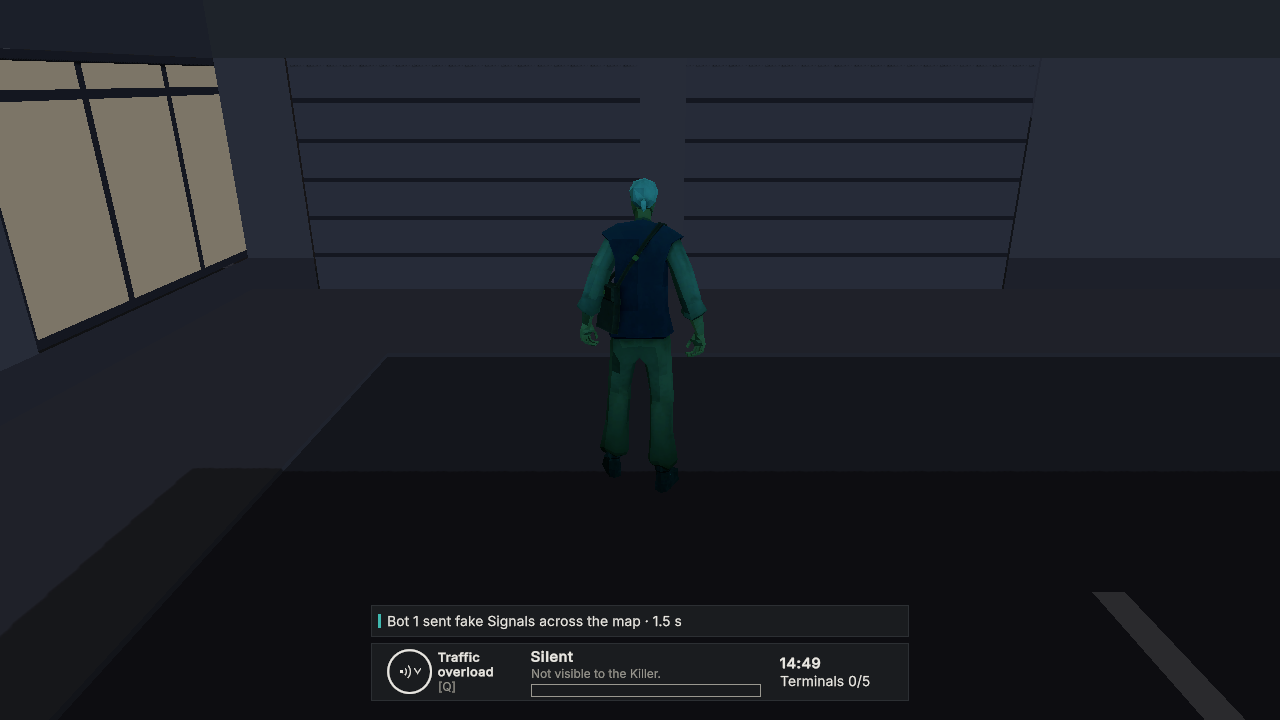 Bot 1 sent fake Signals across the map · 1.5 s
Traffic
overload
[Q]
Silent
Not visible to the Killer.
14:49
Terminals 0/5